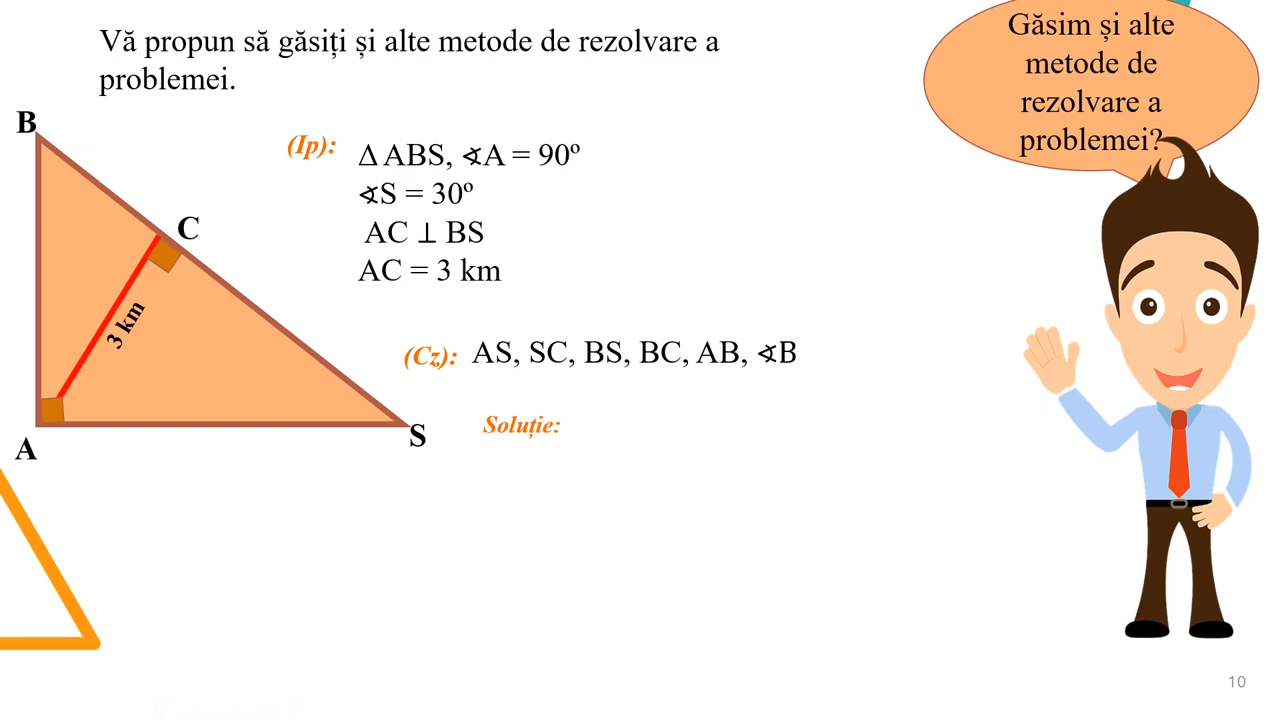 Vă propun să găsiți și alte metode de rezolvare a
problemei.
Găsim și alte
metode de
rezolvare a
problemei?
B
C
3 km
A
S
(Ip):
Δ ABS, ∢A = 90º
∢S = 30º
AC ⊥ BS
AC = 3 km
(Cz): AS, SC, BS, BC, AB, ∢B
Soluție:
10